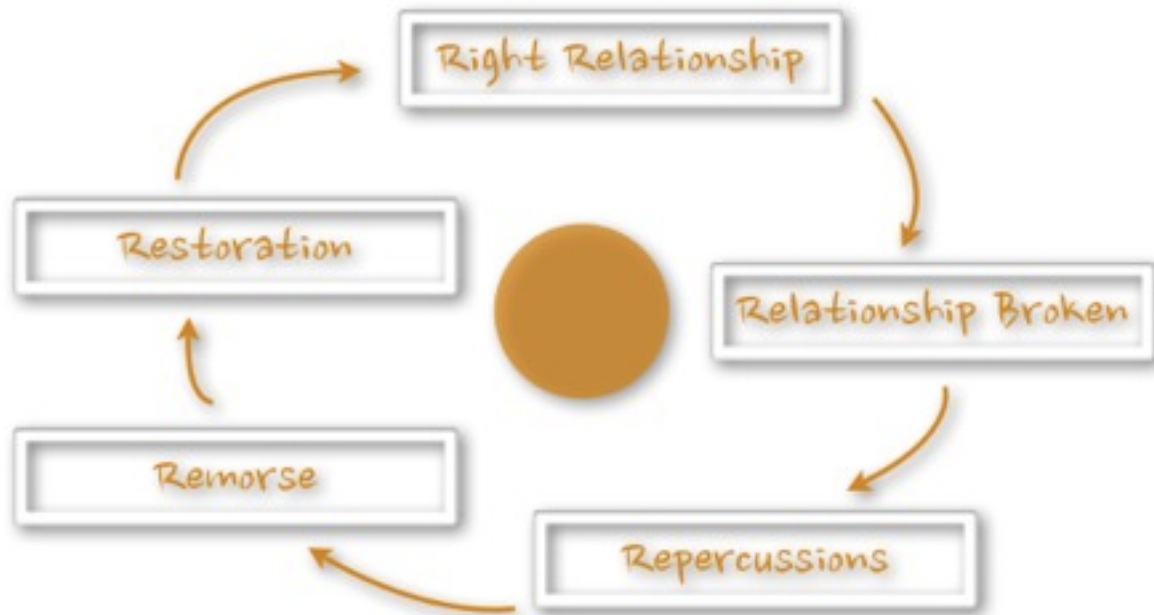 Right Relationship
Relationship Broken
Repercussions
Remorse
Restoration